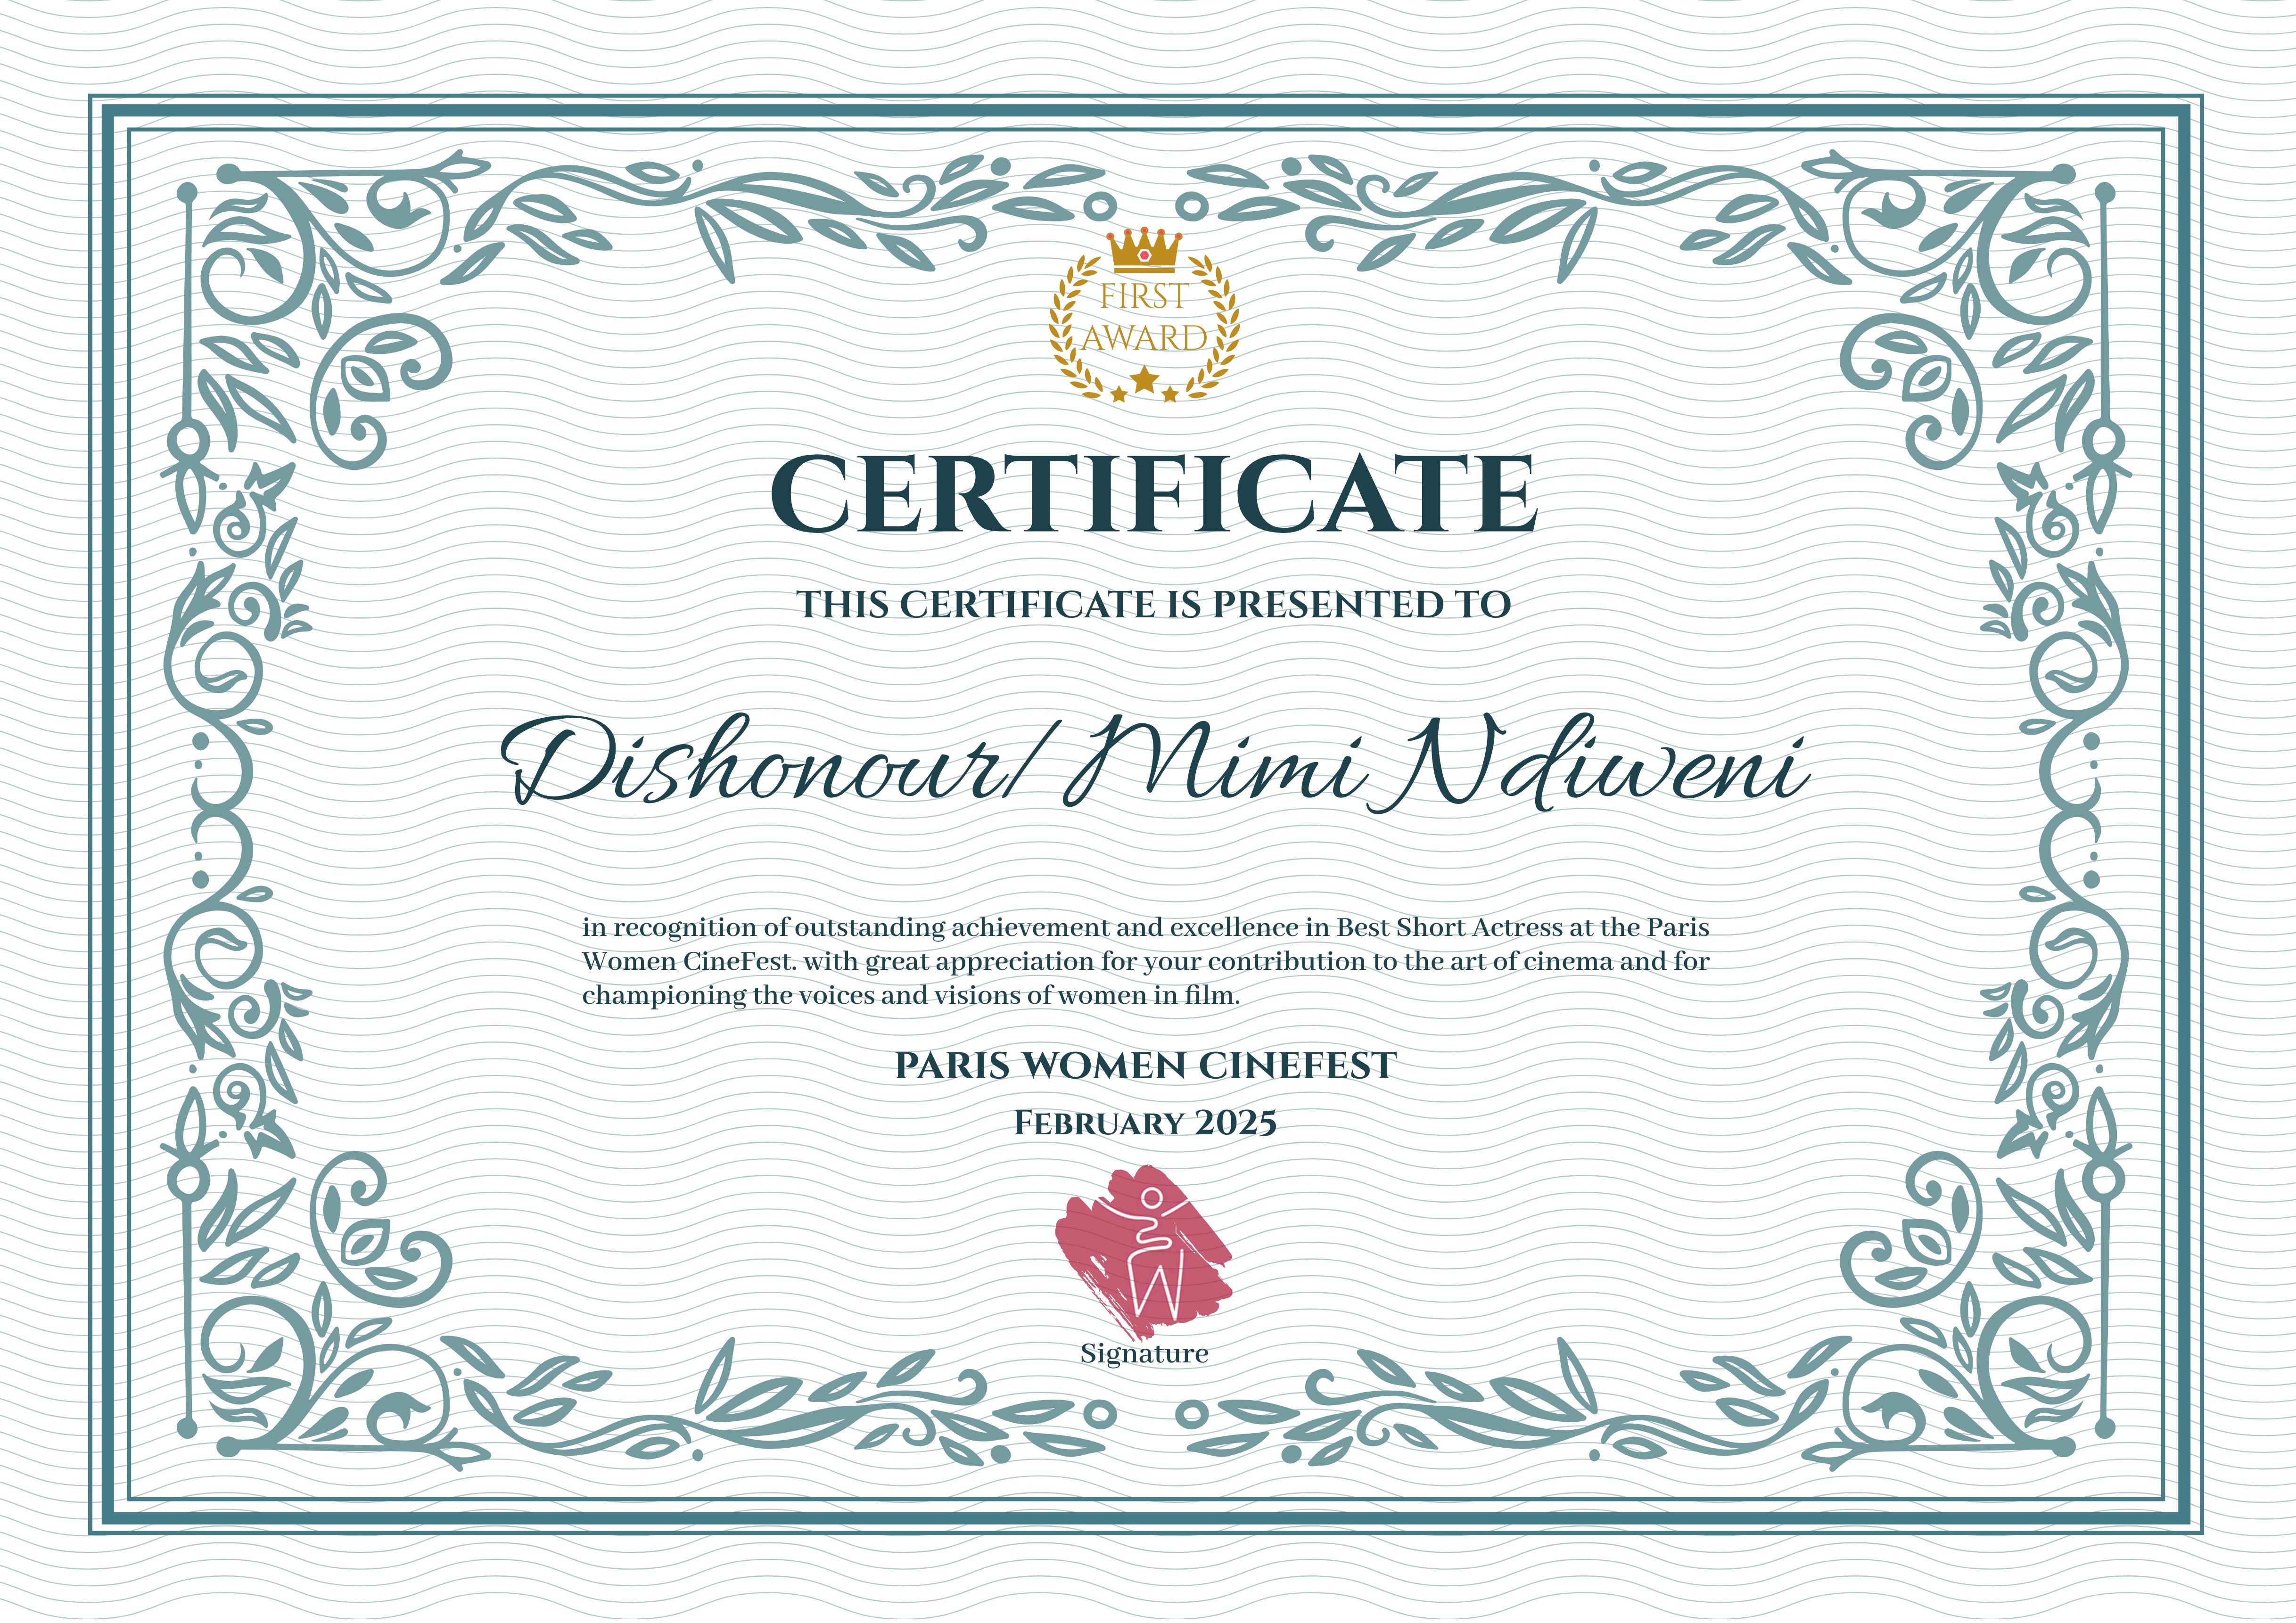 FIRST
AWARD
CERTIFICATE
THIS CERTIFICATE IS PRESENTED TO
Dishonour/ Mimi Ndiweni
in recognition of outstanding achievement and excellence in Best Short Actress at the Paris
Women CineFest. with great appreciation for your contribution to the art of cinema and for
championing the voices and visions of women in film.
PARIS WOMEN CINEFEST
February 2025
W
Signature